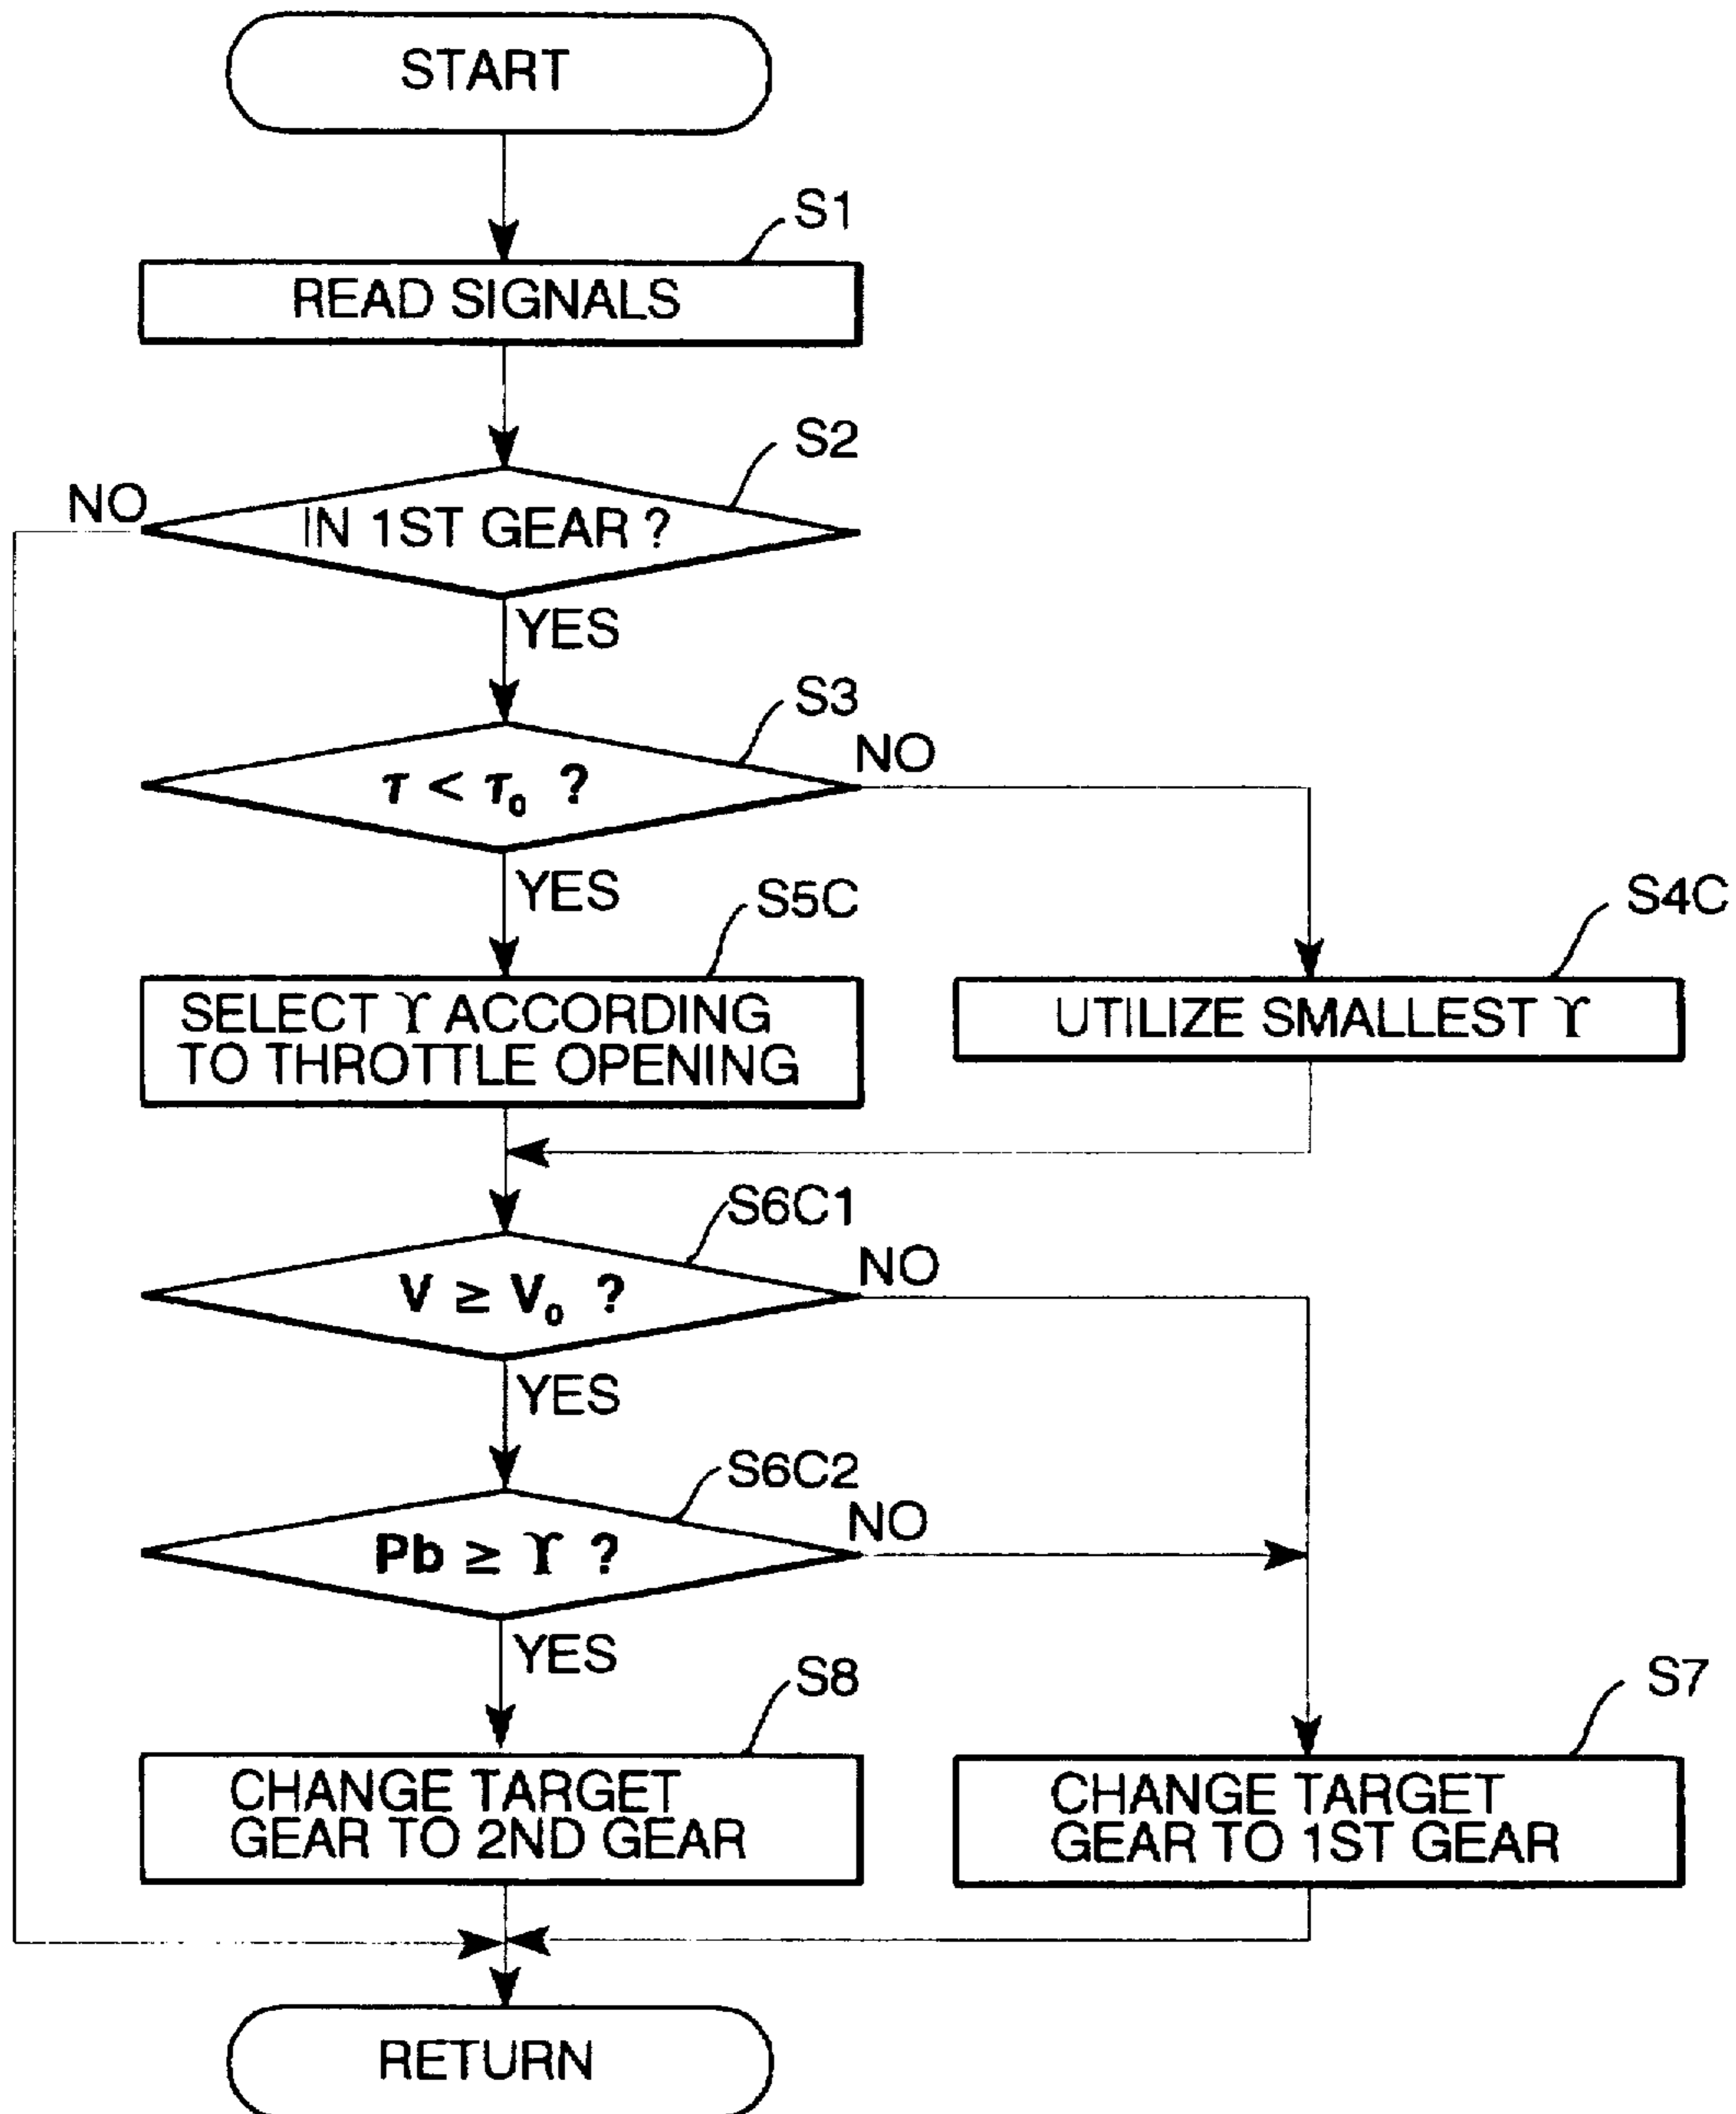 START
S1
READ SIGNALS
S2
NO
IN 1ST GEAR ?
YES
S3
NO
τ < τ₀ ?
YES
S5C
S4C
SELECT ϒ ACCORDING
TO THROTTLE OPENING
UTILIZE SMALLEST ϒ
S6C1
NO
V ≥ V₀ ?
YES
S6C2
NO
Pb ≥ ϒ ?
YES
S8
S7
CHANGE TARGET
GEAR TO 2ND GEAR
CHANGE TARGET
GEAR TO 1ST GEAR
RETURN